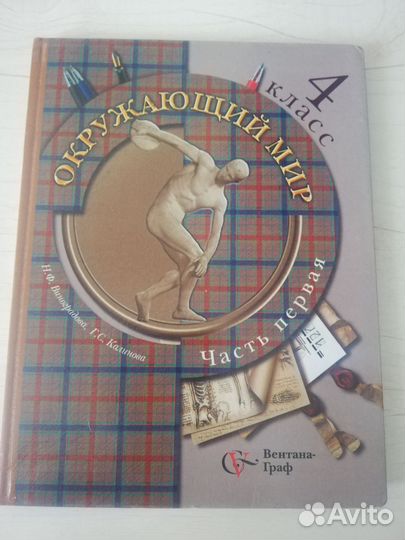 4 класс
ОКРУЖАЮЩИЙ МИР
Н.Ф. Виноградова, Г.С. Калинова
Часть первая
Вентана-
Граф
Avito